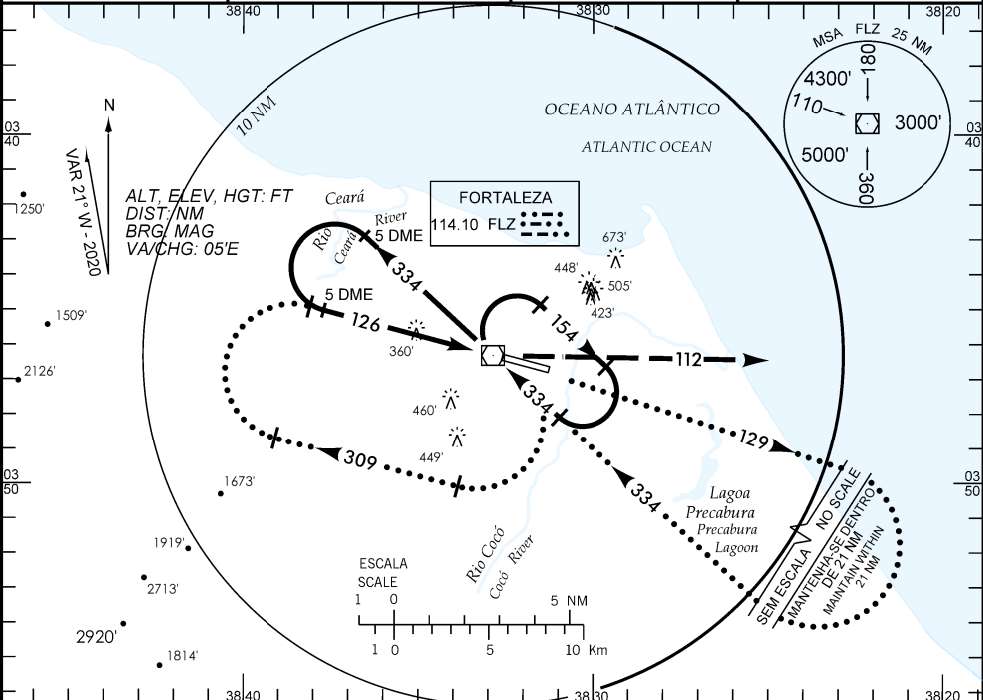 38 40
38 30
38 20
MSA FLZ 25 NM
180
4300'
110
3000'
5000'
360
10 NM
OCEANO ATLÂNTICO
ATLANTIC OCEAN
N
VAR 21° W - 2020
03
40
03
40
ALT, ELEV, HGT: FT
DIST: NM
BRG: MAG
VA/CHG: 05'E
1250'
Ceará
River
Rio
Ceará
5 DME
FORTALEZA
114.10 FLZ
673'
448'
505'
423'
334
5 DME
126
154
360'
112
1509'
2126'
334
460'
449'
129
309
334
1673'
03
50
03
50
Lagoa
Precabura
Precabura
Lagoon
Rio Cocó
Cocó River
SEM ESCALA NO SCALE
MANTENHA-SE DENTRO
DE 21 NM
MAINTAIN WITHIN
21 NM
1919'
2713'
2920'
1814'
ESCALA
SCALE
1 0 5 NM
1 0 5 10 Km
38 40
38 30
38 20